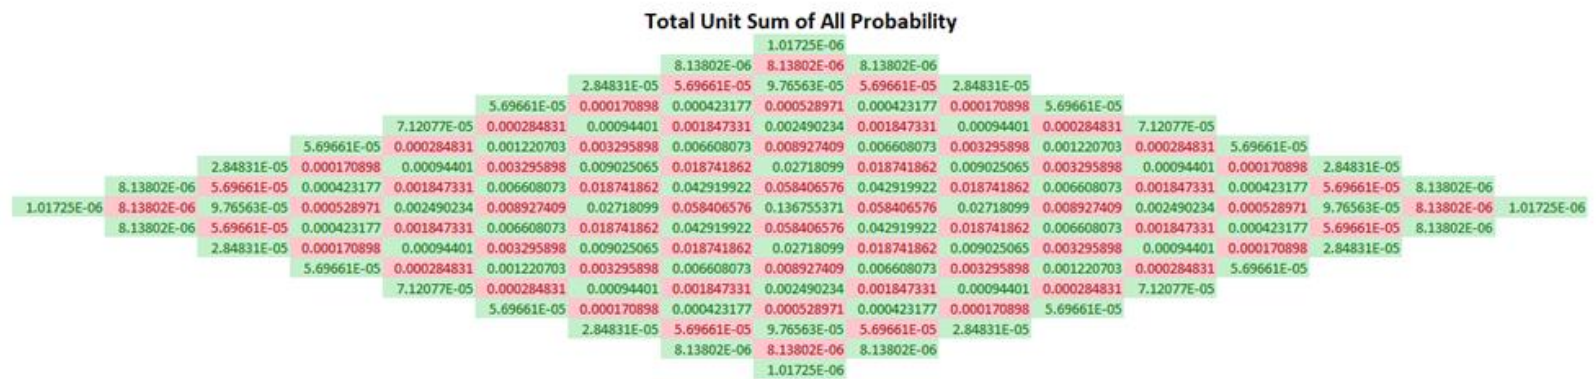 Total Unit Sum of All Probability
1.01725E-06
8.13802E-06 8.13802E-06 8.13802E-06
2.84831E-05 5.69661E-05 9.76563E-05 5.69661E-05 2.84831E-05
5.69661E-05 0.000170898 0.000423177 0.000528971 0.000423177 0.000170898 5.69661E-05
7.12077E-05 0.000284831 0.00094401 0.001847331 0.002490234 0.001847331 0.00094401 0.000284831 7.12077E-05
5.69661E-05 0.000284831 0.001220703 0.003295898 0.006608073 0.008927409 0.006608073 0.003295898 0.001220703 0.000284831 5.69661E-05
2.84831E-05 0.000170898 0.00094401 0.003295898 0.009025065 0.018741862 0.02718099 0.018741862 0.009025065 0.003295898 0.00094401 0.000170898 2.84831E-05
8.13802E-06 5.69661E-05 0.000423177 0.001847331 0.006608073 0.018741862 0.042919922 0.058406576 0.042919922 0.018741862 0.006608073 0.001847331 0.000423177 5.69661E-05 8.13802E-06
1.01725E-06 8.13802E-06 9.76563E-05 0.000528971 0.002490234 0.008927409 0.02718099 0.058406576 0.136755371 0.058406576 0.02718099 0.008927409 0.002490234 0.000528971 9.76563E-05 8.13802E-06 1.01725E-06
8.13802E-06 5.69661E-05 0.000423177 0.001847331 0.006608073 0.018741862 0.042919922 0.058406576 0.042919922 0.018741862 0.006608073 0.001847331 0.000423177 5.69661E-05 8.13802E-06
2.84831E-05 0.000170898 0.00094401 0.003295898 0.009025065 0.018741862 0.02718099 0.018741862 0.009025065 0.003295898 0.00094401 0.000170898 2.84831E-05
5.69661E-05 0.000284831 0.001220703 0.003295898 0.006608073 0.008927409 0.006608073 0.003295898 0.001220703 0.000284831 5.69661E-05
7.12077E-05 0.000284831 0.00094401 0.001847331 0.002490234 0.001847331 0.00094401 0.000284831 7.12077E-05
5.69661E-05 0.000170898 0.000423177 0.000528971 0.000423177 0.000170898 5.69661E-05
2.84831E-05 5.69661E-05 9.76563E-05 5.69661E-05 2.84831E-05
8.13802E-06 8.13802E-06 8.13802E-06
1.01725E-06